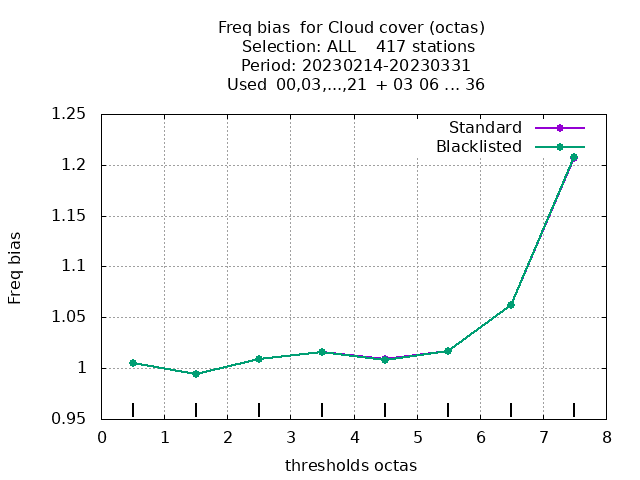 Freq bias  for Cloud cover (octas)
Selection: ALL    417 stations
Period: 20230214-20230331
Used  00,03,...,21  + 03 06 ... 36
1.25
1.2
1.15
1.1
1.05
1
0.95
Freq bias
Standard
Blacklisted
0 1 2 3 4 5 6 7 8
thresholds octas